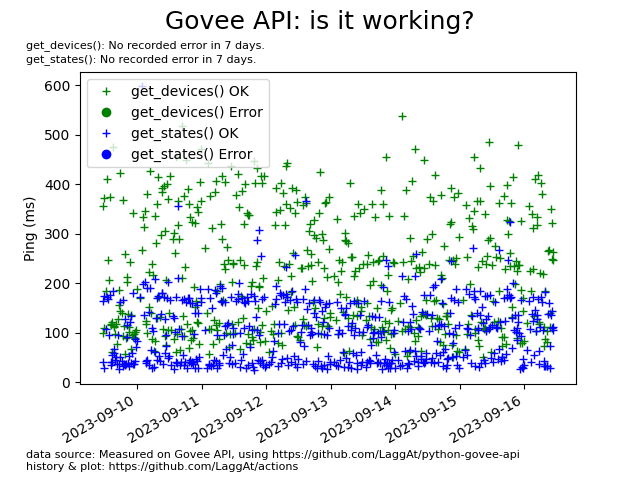 Govee API: is it working?
get_devices(): No recorded error in 7 days.
get_states(): No recorded error in 7 days.
get_devices() OK
get_devices() Error
get_states() OK
get_states() Error
Ping (ms)
600
500
400
300
200
100
0
2023-09-10
2023-09-11
2023-09-12
2023-09-13
2023-09-14
2023-09-15
2023-09-16
data source: Measured on Govee API, using https://github.com/LaggAt/python-govee-api
history & plot: https://github.com/LaggAt/actions